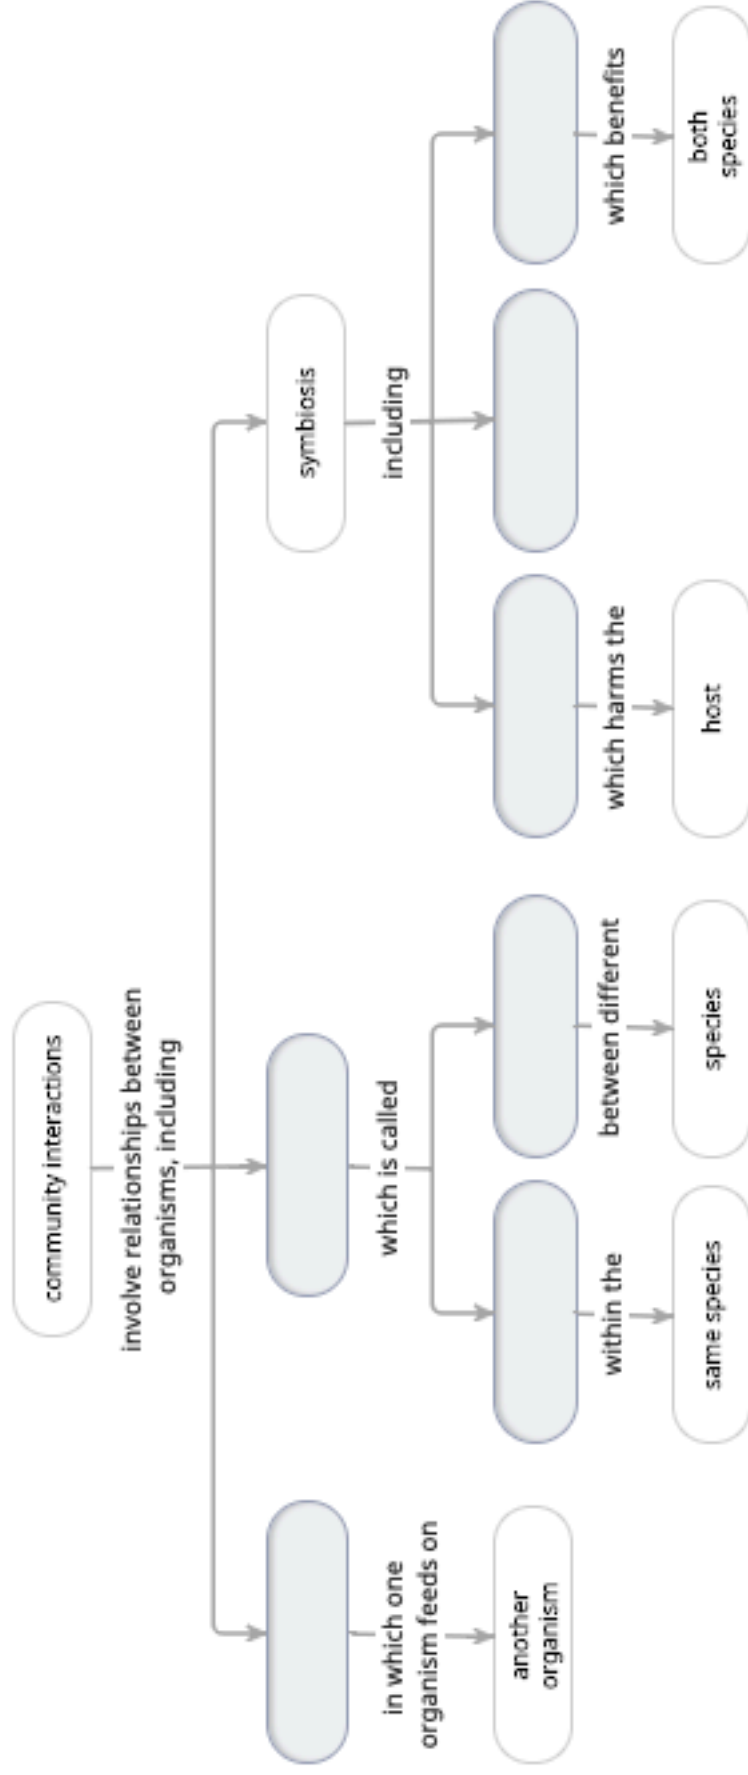 community interactions
involve relationships between
organisms, including
symbiosis
in which one
organism feeds on
which is called
including
another
organism
within the
between different
which harms the
which benefits
same species
species
host
both
species